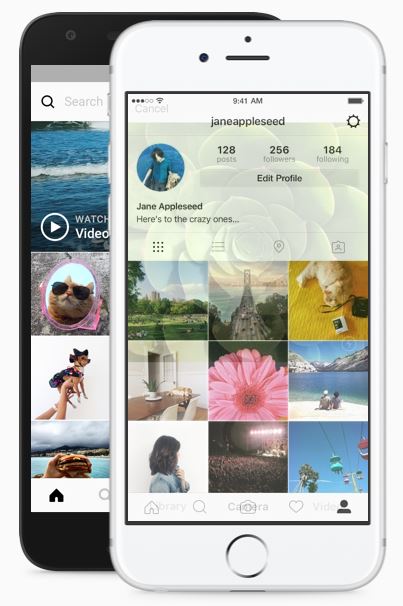 Search
WATCH
Video
9:41 AM
Cancel
janeappleseed
128 256 184
posts followers following
Edit Profile
Jane Appleseed
Here's to the crazy ones...
Library Camera Video